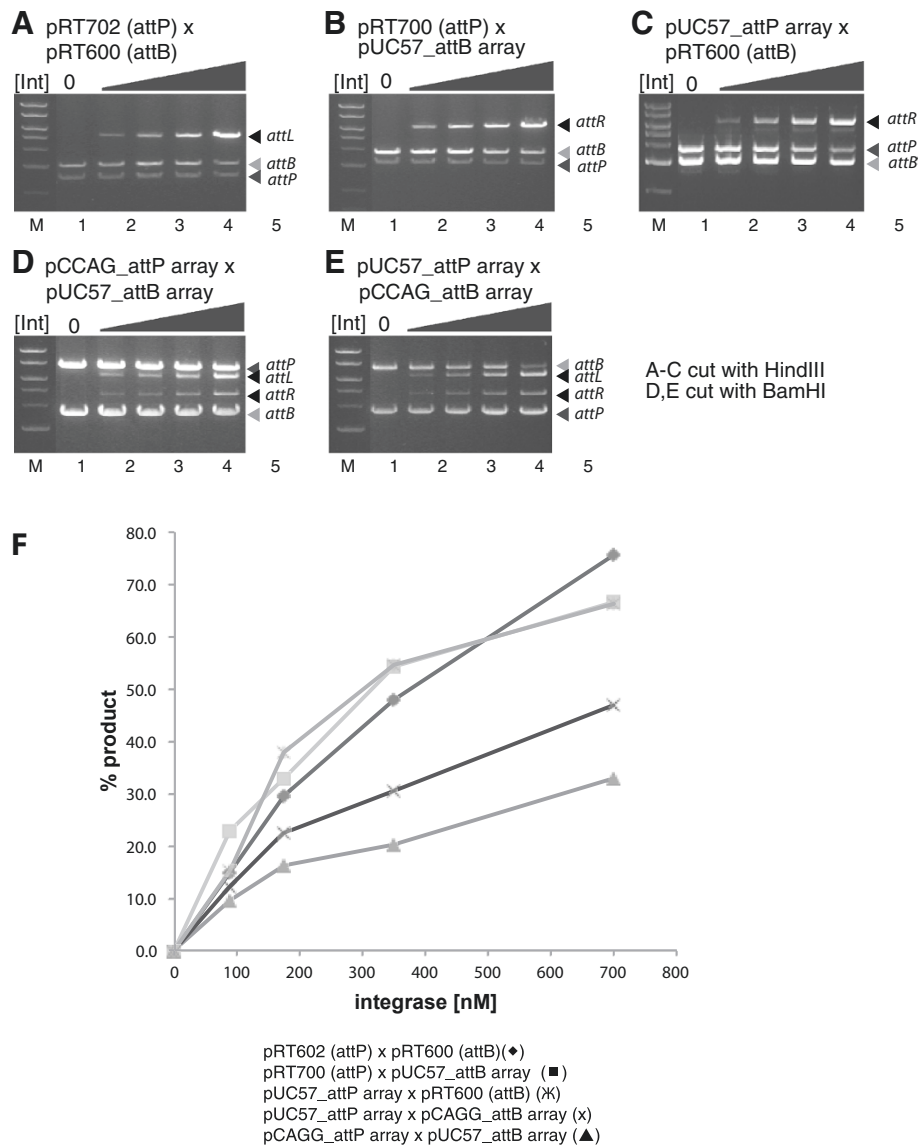 A pRT702 (attP) x
pRT600 (attB)
[Int] 0
attL
attB
attP
M 1 2 3 4 5
B pRT700 (attP) x
pUC57_attB array
[Int] 0
attR
attB
attP
M 1 2 3 4 5
C pUC57_attP array x
pRT600 (attB)
[Int] 0
attR
attP
attB
M 1 2 3 4 5
D pCCAG_attP array x
pUC57_attB array
[Int] 0
attP
attL
attR
attB
M 1 2 3 4 5
E pUC57_attP array x
pCCAG_attB array
[Int] 0
attB
attL
attR
attP
M 1 2 3 4 5
A-C cut with HindIII
D,E cut with BamHI
F
% product
80.0
70.0
60.0
50.0
40.0
30.0
20.0
10.0
0.0
0 100 200 300 400 500 600 700 800
integrase [nM]
pRT602 (attP) x pRT600 (attB)(◆)
pRT700 (attP) x pUC57_attB array (■)
pUC57_attP array x pRT600 (attB) (Ж)
pUC57_attP array x pCAGG_attB array (x)
pCAGG_attP array x pUC57_attB array (▲)